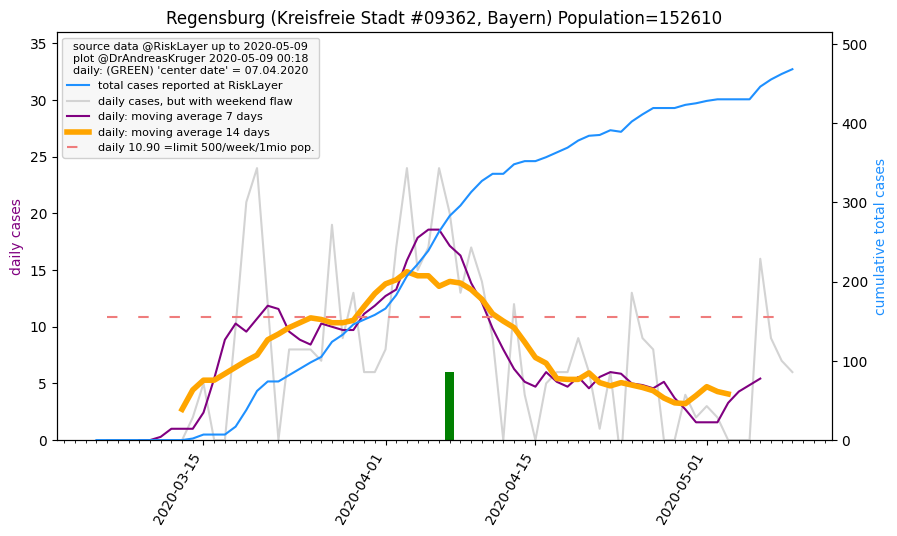 Regensburg (Kreisfreie Stadt #09362, Bayern) Population=152610
source data @RiskLayer up to 2020-05-09
plot @DrAndreasKruger 2020-05-09 00:18
daily: (GREEN) 'center date' = 07.04.2020
total cases reported at RiskLayer
daily cases, but with weekend flaw
daily: moving average 7 days
daily: moving average 14 days
daily 10.90 =limit 500/week/1mio pop.
daily cases
35
30
25
20
15
10
5
0
500
400
300
200
100
0
cumulative total cases
2020-03-15
2020-04-01
2020-04-15
2020-05-01